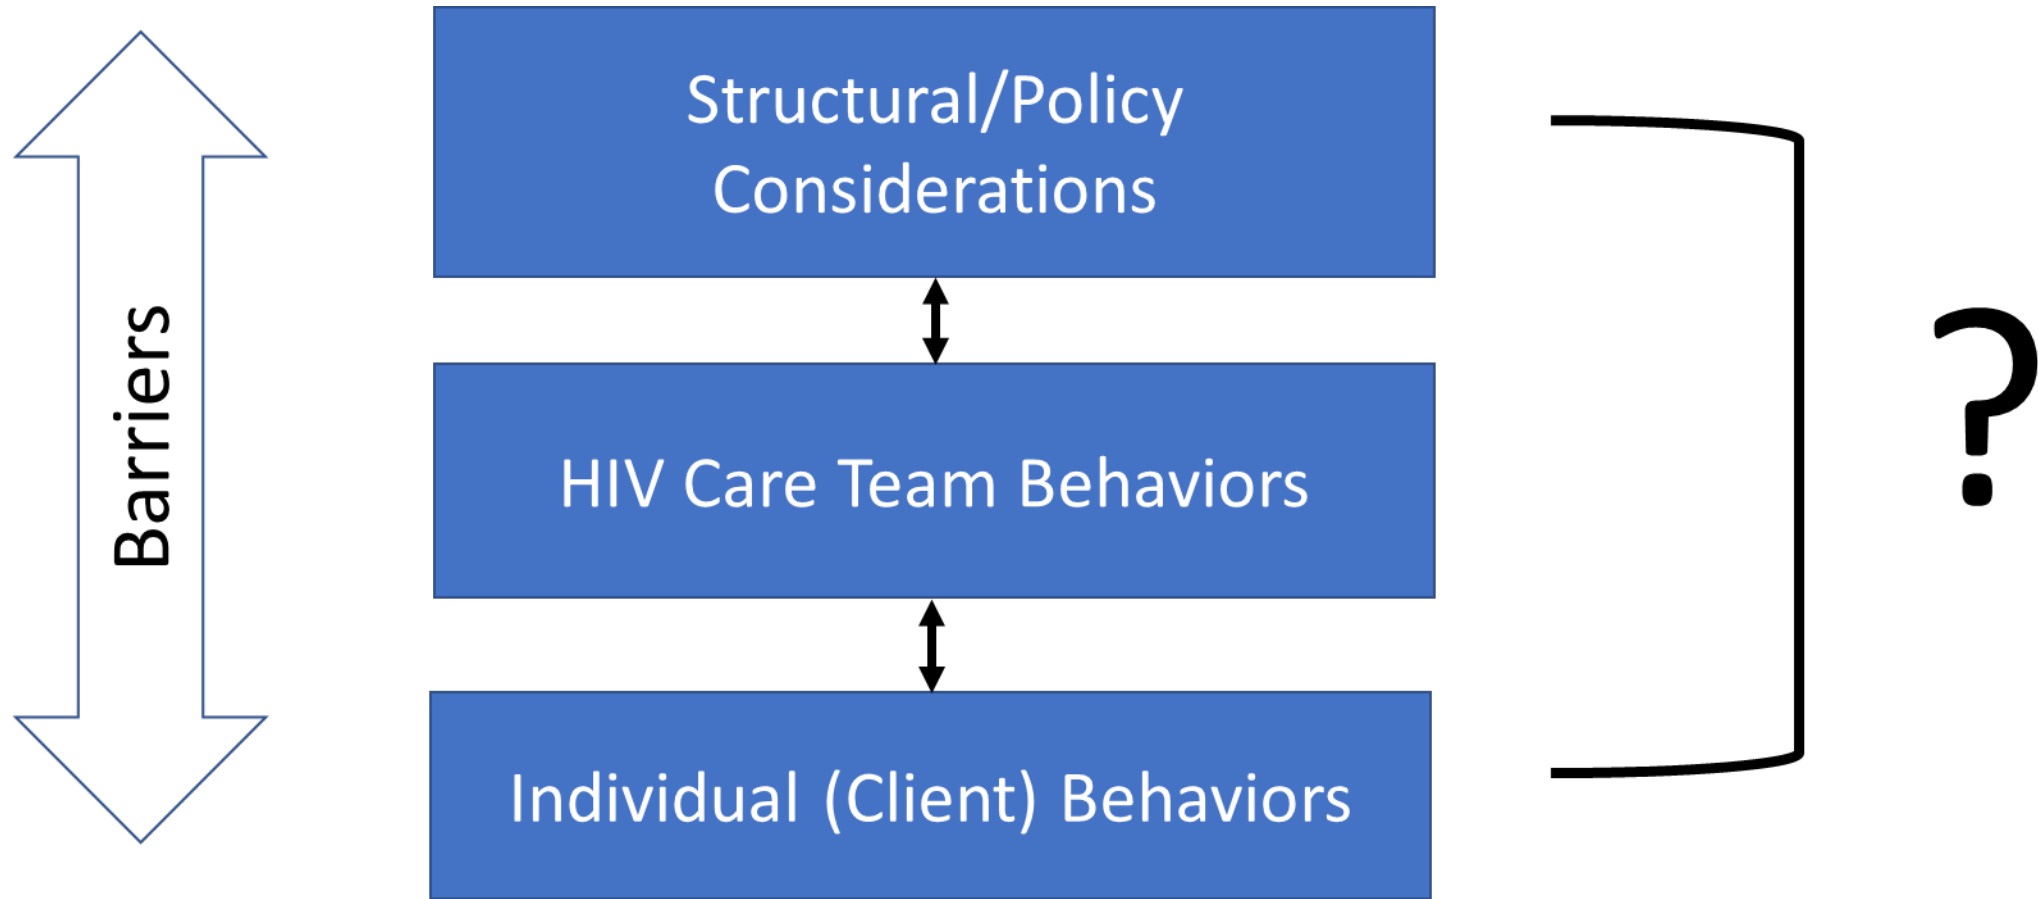 Barriers
Structural/Policy
Considerations
HIV Care Team Behaviors
Individual (Client) Behaviors
?